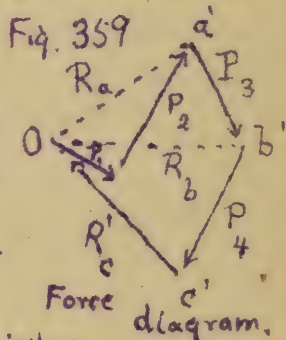 Fig. 359
a'
Ra
P3
P2
O
b'
Rb
P4
R'c
c'
Force
diagram.